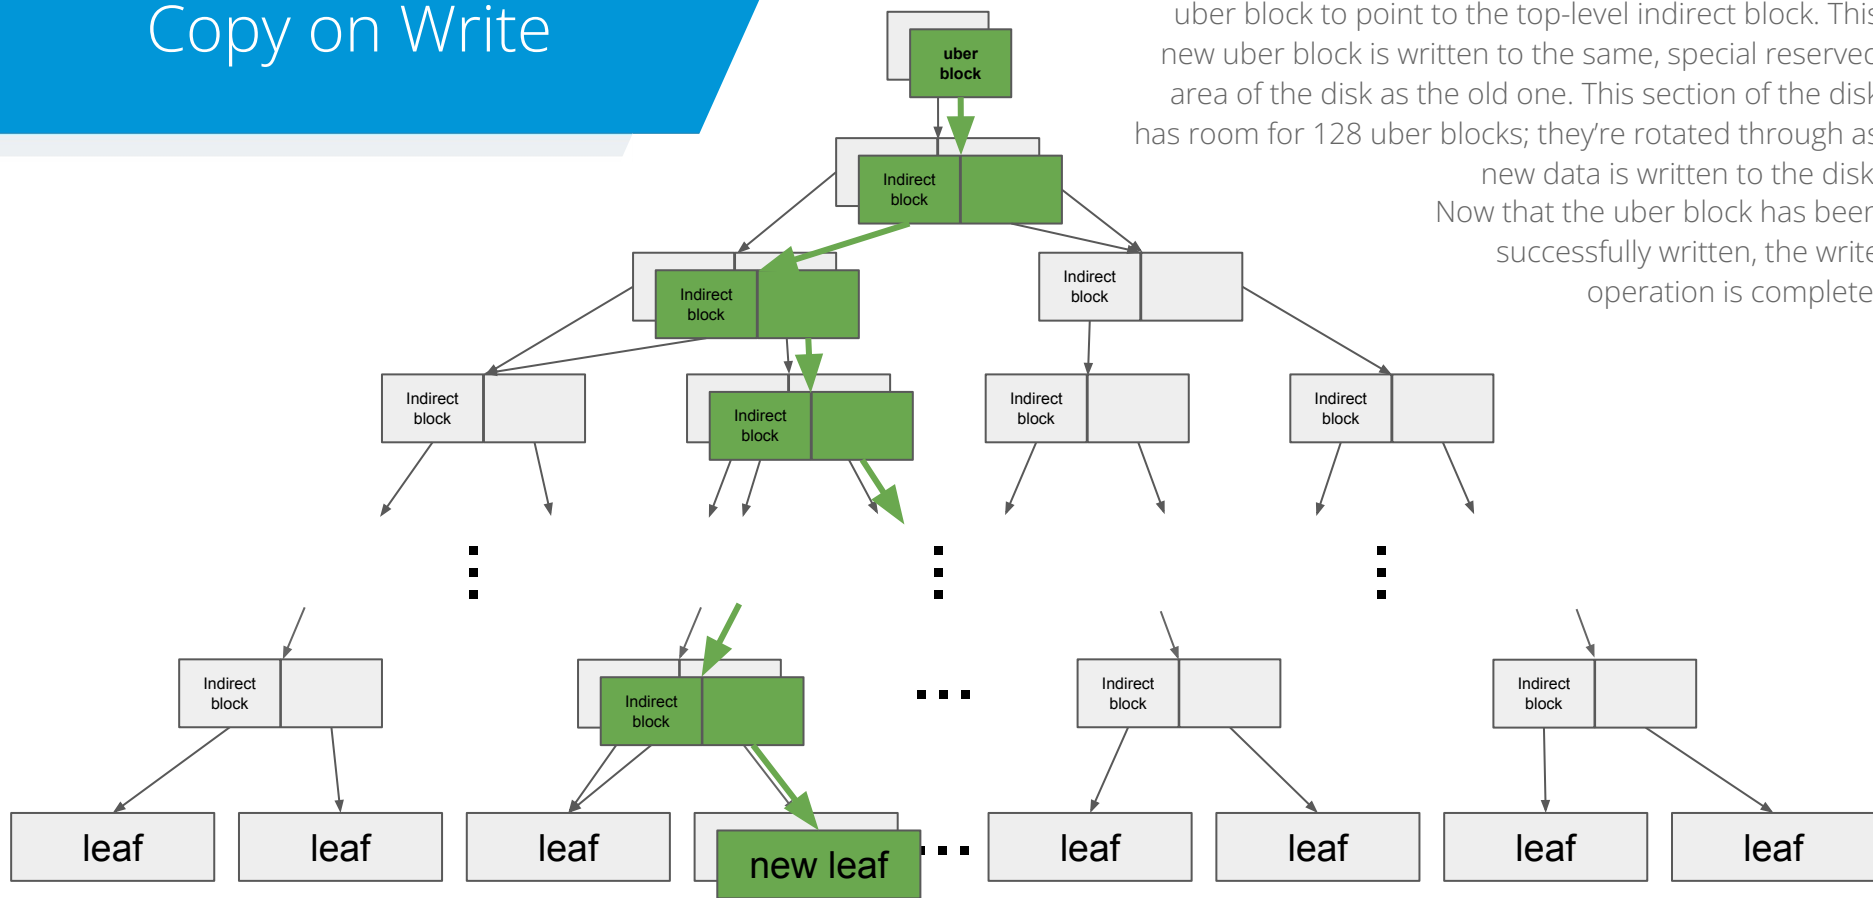 Copy on Write
uber block to point to the top-level indirect block. This
new uber block is written to the same, special reserved
area of the disk as the old one. This section of the disk
has room for 128 uber blocks; they’re rotated through as
new data is written to the disk
Now that the uber block has been
successfully written, the write
operation is complete
uber
block
Indirect
block
Indirect
block
Indirect
block
Indirect
block
Indirect
block
Indirect
block
Indirect
block
Indirect
block
Indirect
block
Indirect
block
Indirect
block
leaf
leaf
leaf
new leaf
leaf
leaf
leaf
leaf